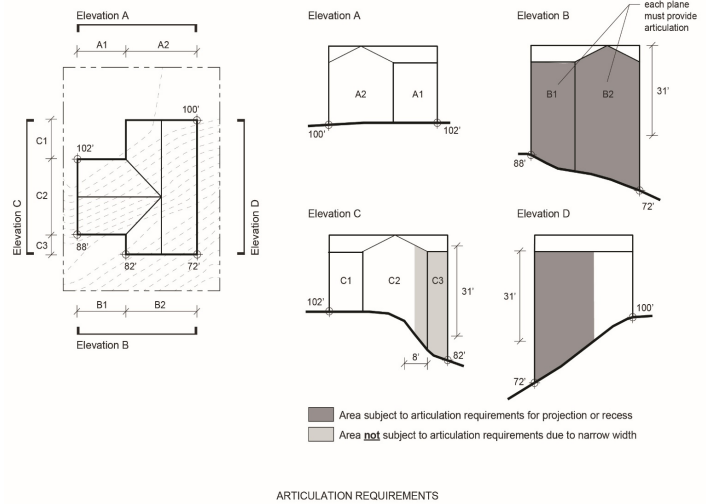 Elevation A
A1
A2
100'
102'
C1
C2
C3
Elevation C
Elevation D
88'
82'
72'
B1
B2
Elevation B
Elevation A
A2
A1
100'
102'
Elevation B
each plane
must provide
articulation
B1
B2
31'
88'
72'
Elevation C
C1
C2
C3
31'
102'
8'
82'
Elevation D
31'
100'
72'
Area subject to articulation requirements for projection or recess
Area not subject to articulation requirements due to narrow width
ARTICULATION REQUIREMENTS